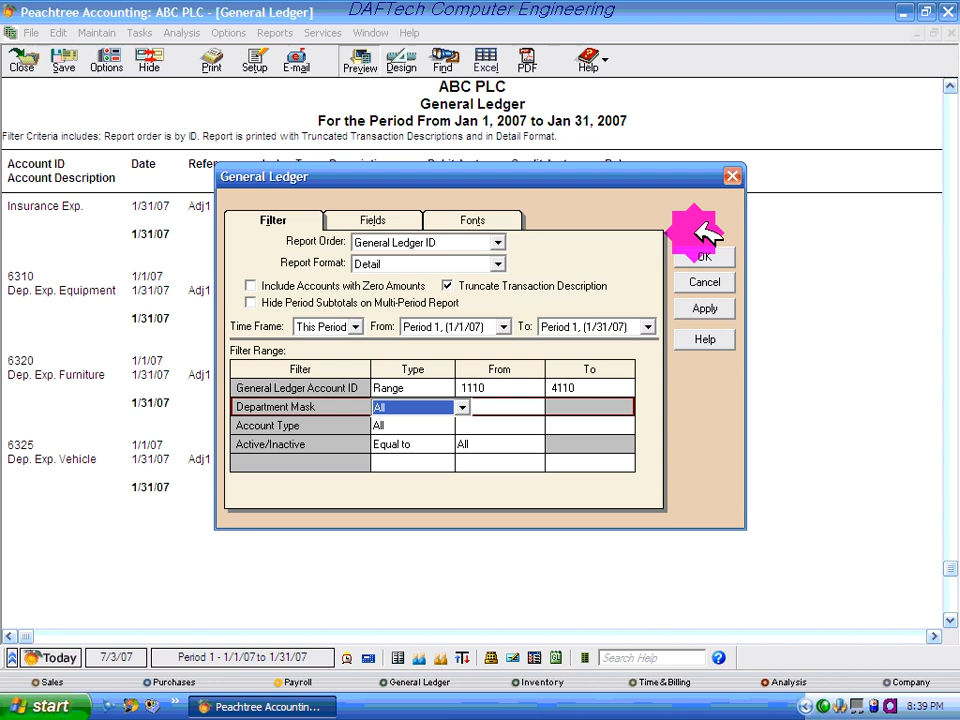 Peachtree Accounting: ABC PLC - [General Ledger]
DAFTech Computer Engineering
File Edit Maintain Tasks Analysis Options Reports Services Window Help
Close Save Options Hide Print Setup E-mail Preview Design Find Excel PDF Help
ABC PLC
General Ledger
For the Period From Jan 1, 2007 to Jan 31, 2007
Filter Criteria includes: Report order is by ID. Report is printed with Truncated Transaction Descriptions and in Detail Format.
Account ID Date
Account Description
General Ledger
Insurance Exp. 1/31/07 Adj1
1/31/07
6310 1/1/07
Dep. Exp. Equipment 1/31/07 Adj1
1/31/07
6320 1/1/07
Dep. Exp. Furniture 1/31/07 Adj1
1/31/07
6325 1/1/07
Dep. Exp. Vehicle 1/31/07 Adj1
1/31/07
Filter Fields Fonts
Report Order: General Ledger ID
Report Format: Detail
Include Accounts with Zero Amounts Truncate Transaction Description
Hide Period Subtotals on Multi-Period Report
Time Frame: This Period From: Period 1, (1/1/07) To: Period 1, (1/31/07)
Filter Range:
Filter Type From To
General Ledger Account ID Range 1110 4110
Department Mask All
Account Type All
Active/Inactive Equal to All
OK
Cancel
Apply
Help
Today 7/3/07 Period 1 - 1/1/07 to 1/31/07 Search Help
Sales Purchases Payroll General Ledger Inventory Time & Billing Analysis Company
start Peachtree Accountin... 8:39 PM